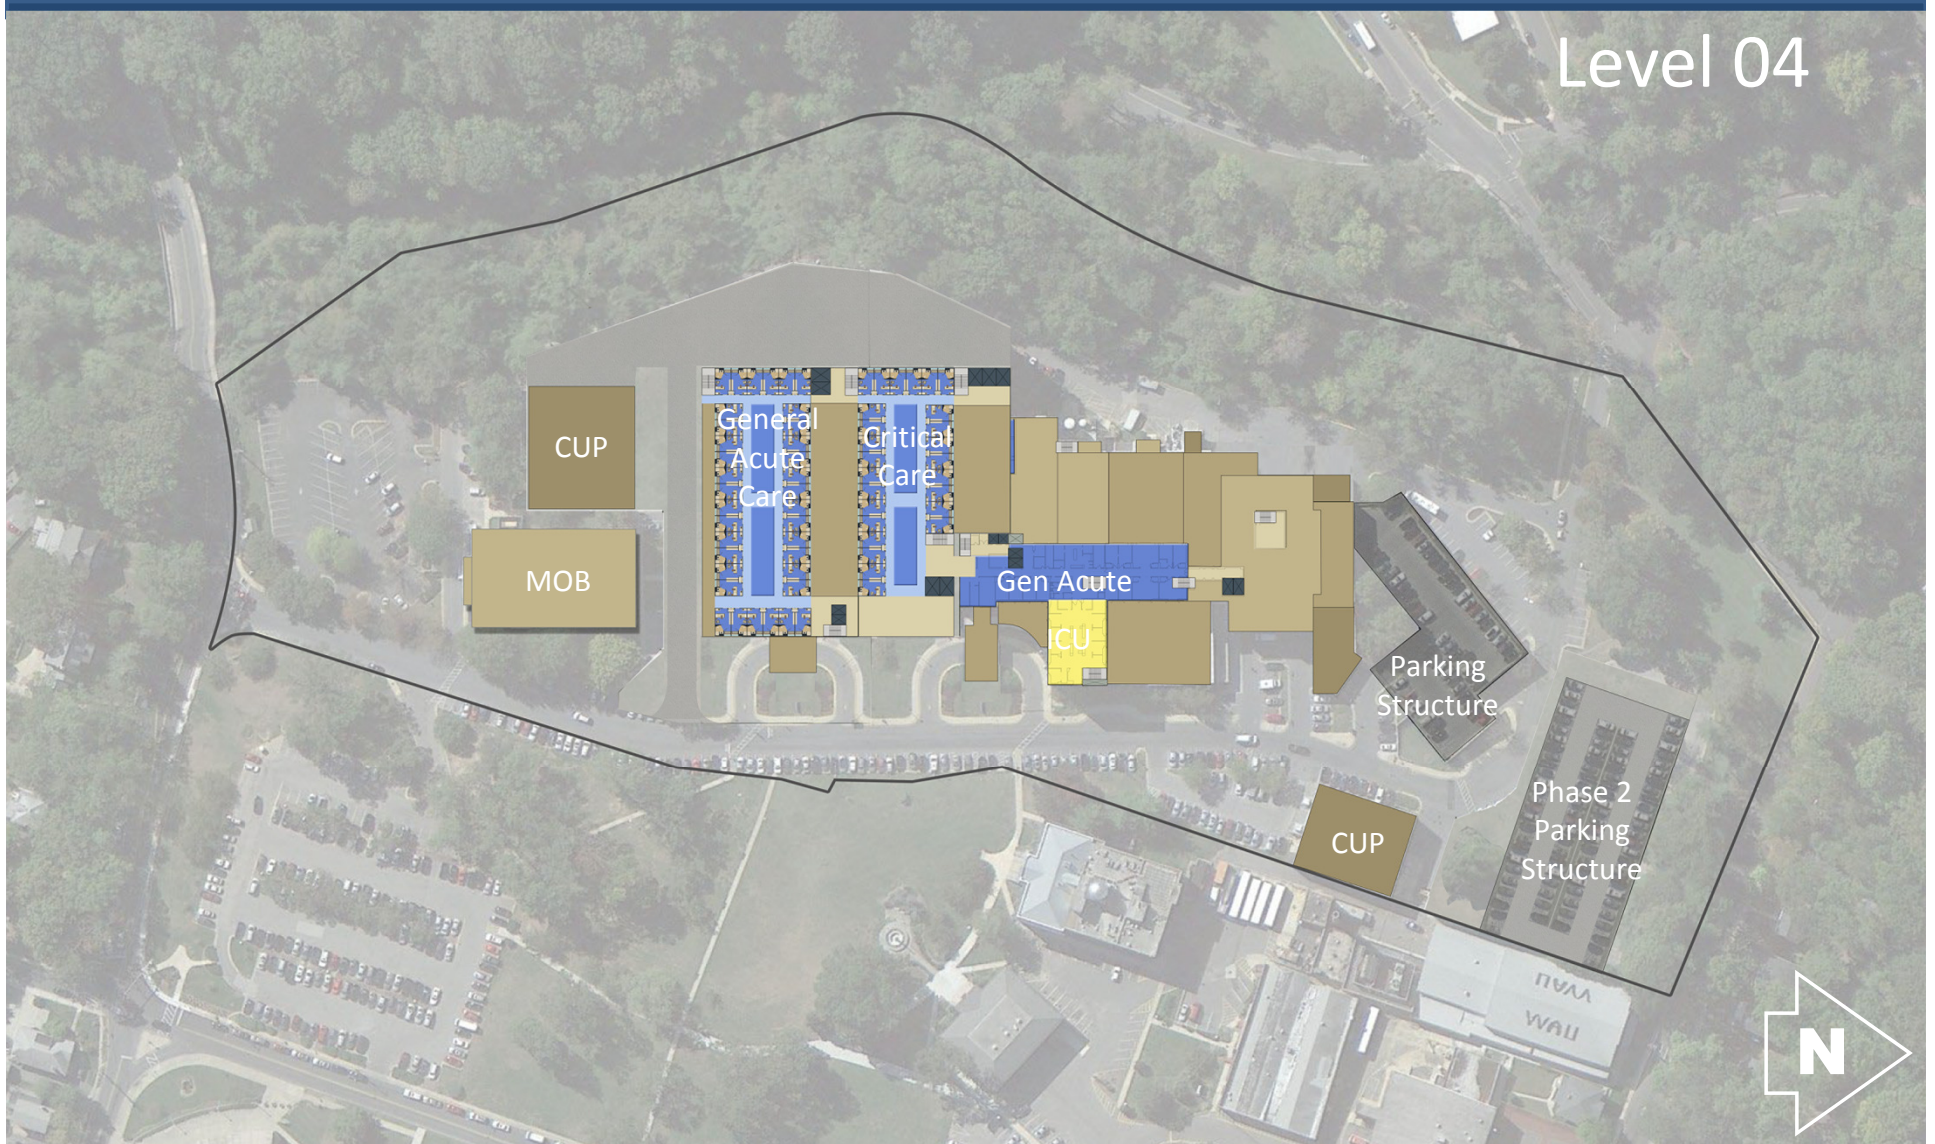 Level 04
General
Acute
Care
Critical
Care
CUP
MOB
Gen Acute
ICU
Parking
Structure
Phase 2
Parking
Structure
CUP
N